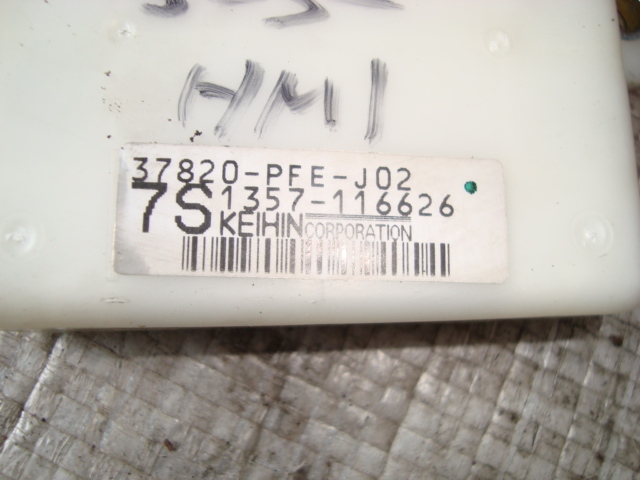 HM1
37820-PFE-J02
7S 1357-116626
KEIHIN CORPORATION